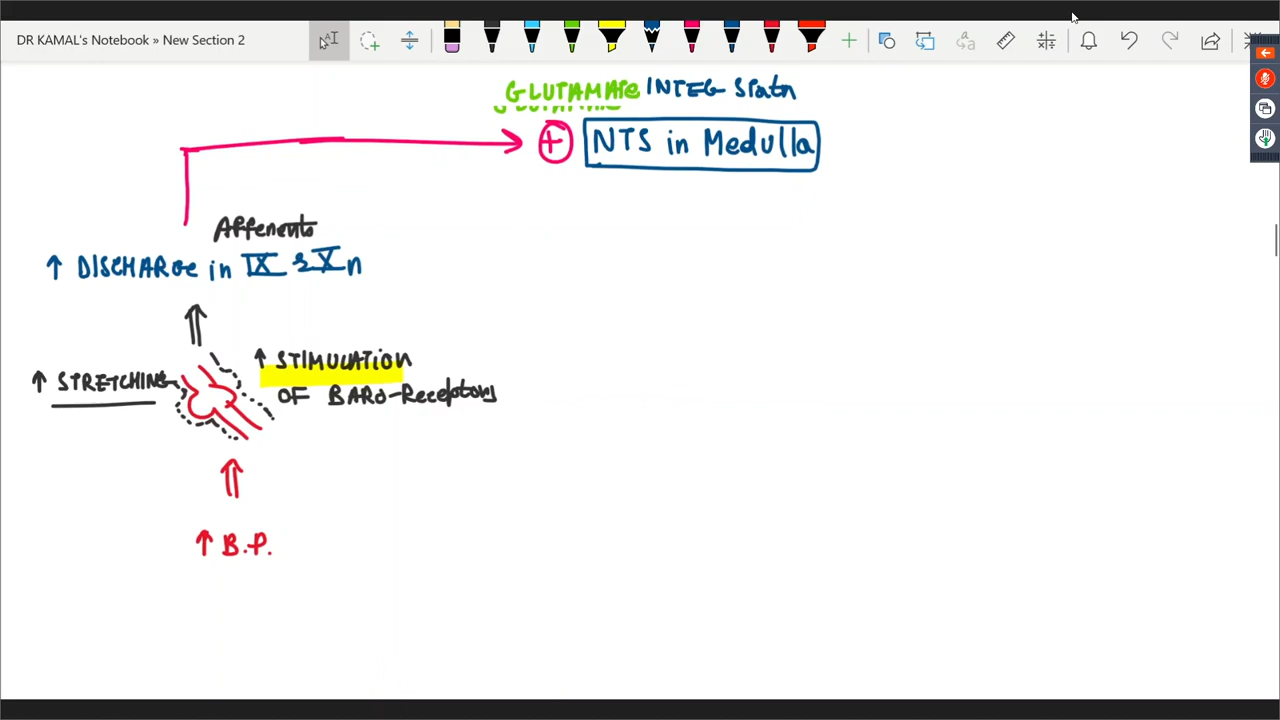 DR KAMAL's Notebook » New Section 2
GLUTAMATE INTEG Statn
+ NTS in Medulla
Afferents
↑ DISCHARGE in IX & X n
↑ STIMULATION
↑ STRETCHING
OF BARO-Receptors
↑ B.P.